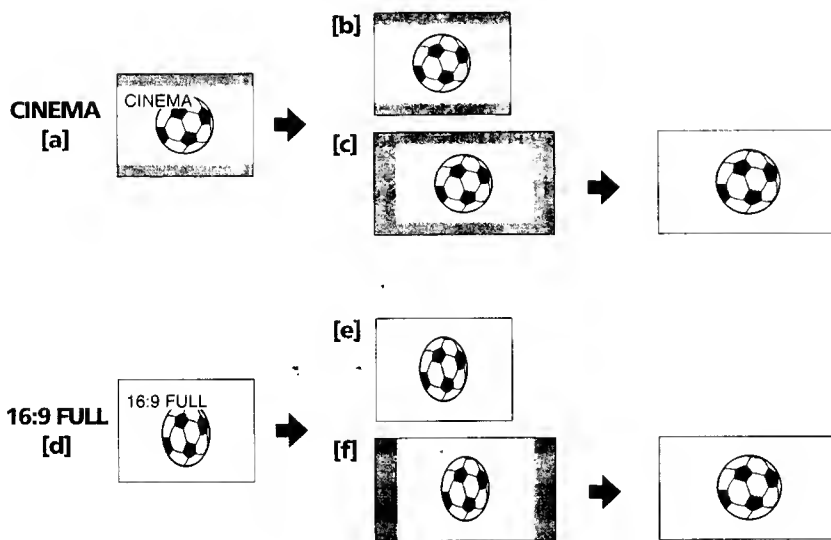 [b]
CINEMA
[a]
CINEMA
[c]
[e]
16:9 FULL
[d]
16:9 FULL
[f]